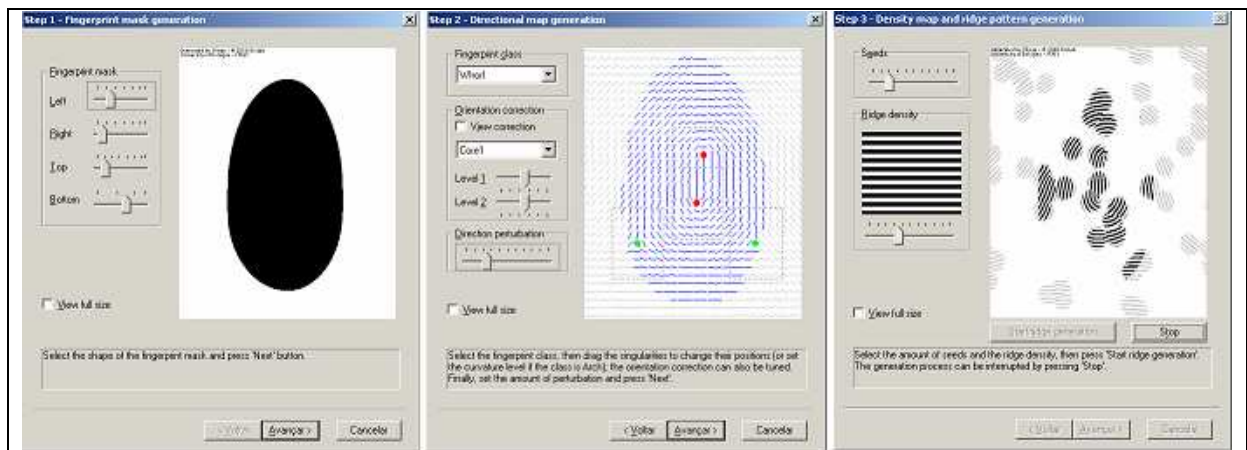 Step 1 - Fingerprint mask generation
Fingerprint mask
Left
Right
Top
Bottom
View full size
Select the shape of the fingerprint mask and press 'Next' button.
< Voltar
Avançar >
Cancelar
Step 2 - Directional map generation
Fingerprint class
Whorl
Orientation correction
View correction
Core1
Level 1
Level 2
Direction perturbation
View full size
Select the fingerprint class, then drag the singularities to change their positions (or set
the curvature level if the class is Arch); the orientation correction can also be tuned.
Finally, set the amount of perturbation and press 'Next'.
< Voltar
Avançar >
Cancelar
Step 3 - Density map and ridge pattern generation
Seeds
Ridge density
View full size
Start ridge generation
Stop
Select the amount of seeds and the ridge density, then press 'Start ridge generation'.
The generation process can be interrupted by pressing 'Stop'.
< Voltar
Avançar >
Cancelar